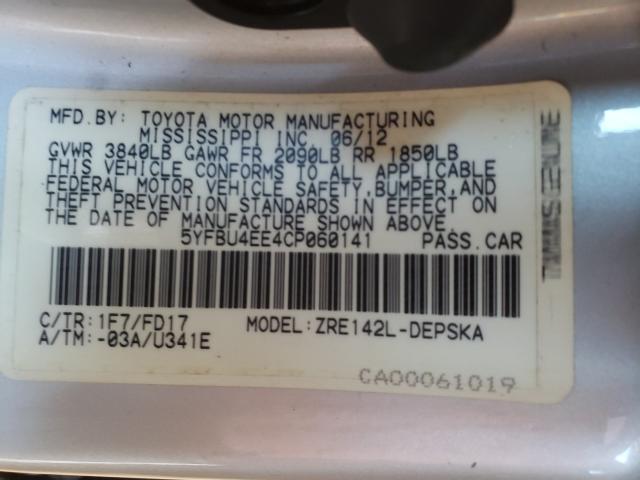 MFD.BY: TOYOTA MOTOR MANUFACTURING
MISSISSIPPI INC. 06/12
GVWR 3840LB GAWR FR 2090LB RR 1850LB
THIS VEHICLE CONFORMS TO ALL APPLICABLE
FEDERAL MOTOR VEHICLE SAFETY,BUMPER,AND
THEFT PREVENTION STANDARDS IN EFFECT ON
THE DATE OF MANUFACTURE SHOWN ABOVE.
5YFBU4EE4CP060141 PASS.CAR
C/TR:1F7/FD17 MODEL:ZRE142L-DEPSKA
A/TM:-03A/U341E
CA00061019